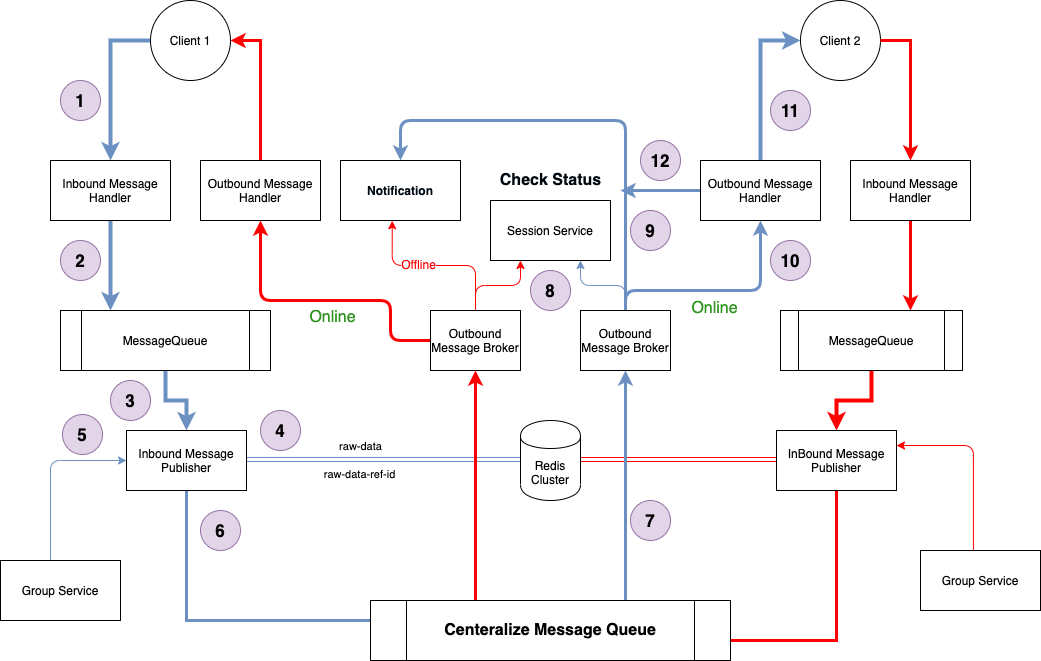 Client 1
Client 2
1
11
12
Inbound Message
Handler
Outbound Message
Handler
Notification
Check Status
Outbound Message
Handler
Inbound Message
Handler
Session Service
9
2
Offline
10
8
Online
Online
MessageQueue
Outbound
Message Broker
Outbound
Message Broker
MessageQueue
3
5
4
Inbound Message
Publisher
raw-data
raw-data-ref-id
Redis
Cluster
InBound Message
Publisher
6
7
Group Service
Group Service
Centeralize Message Queue